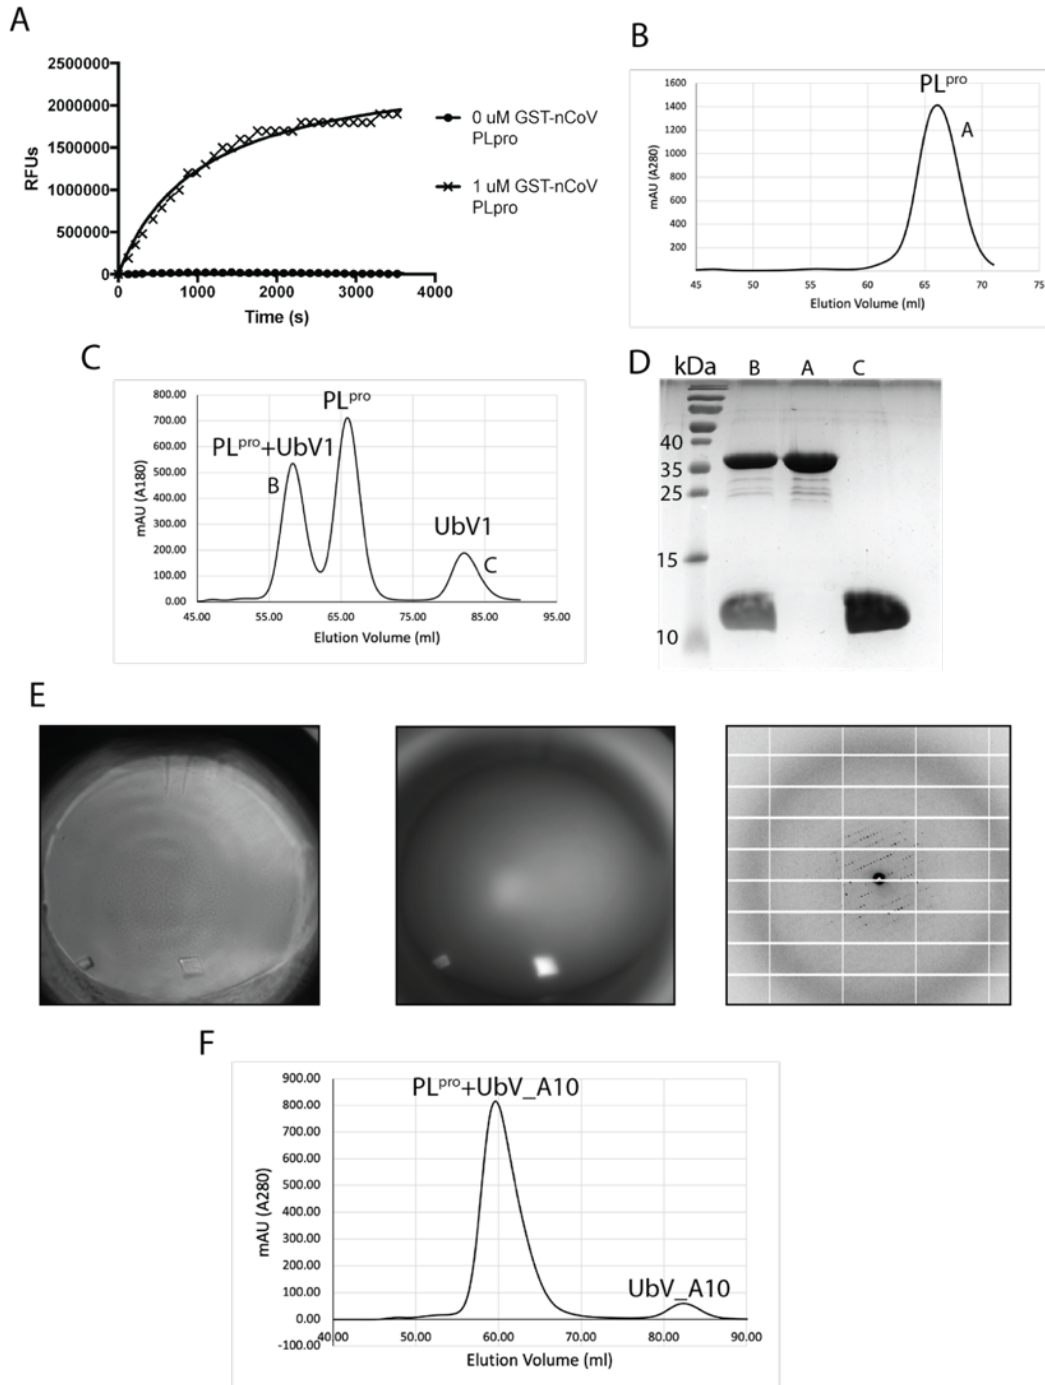 A
2500000
2000000
1500000
1000000
500000
0
RFUs
0 1000 2000 3000 4000
Time (s)
0 uM GST-nCoV
PLpro
1 uM GST-nCoV
PLpro
B
PLpro
A
1600
1400
1200
1000
800
600
400
200
mAU (A280)
45 50 55 60 65 70 75
Elution Volume (ml)
C
PLpro
PLpro+UbV1
B
UbV1
C
800.00
700.00
600.00
500.00
400.00
300.00
200.00
100.00
0.00
mAU (A180)
45.00 55.00 65.00 75.00 85.00 95.00
Elution Volume (ml)
D
kDa B A C
40
35
25
15
10
E
F
PLpro+UbV_A10
UbV_A10
900.00
800.00
700.00
600.00
500.00
400.00
300.00
200.00
100.00
0.00
-100.00
mAU (A280)
40.00 50.00 60.00 70.00 80.00 90.00
Elution Volume (ml)